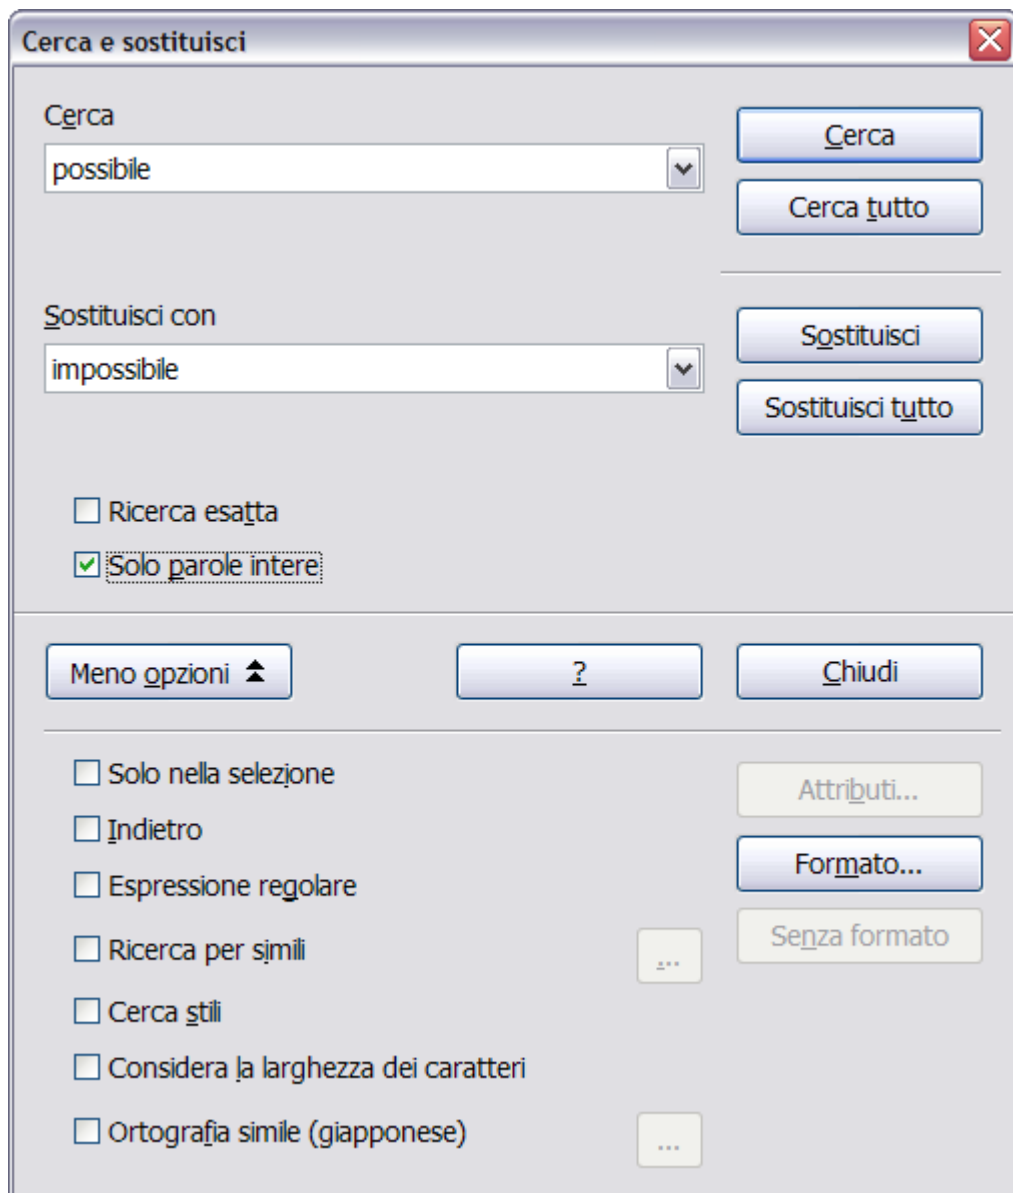 Cerca e sostituisci
Cerca
possibile
Cerca
Cerca tutto
Sostituisci con
impossibile
Sostituisci
Sostituisci tutto
Ricerca esatta
Solo parole intere
Meno opzioni
?
Chiudi
Solo nella selezione
Indietro
Espressione regolare
Ricerca per simili
...
Cerca stili
Considera la larghezza dei caratteri
Ortografia simile (giapponese)
...
Attributi...
Formato...
Senza formato